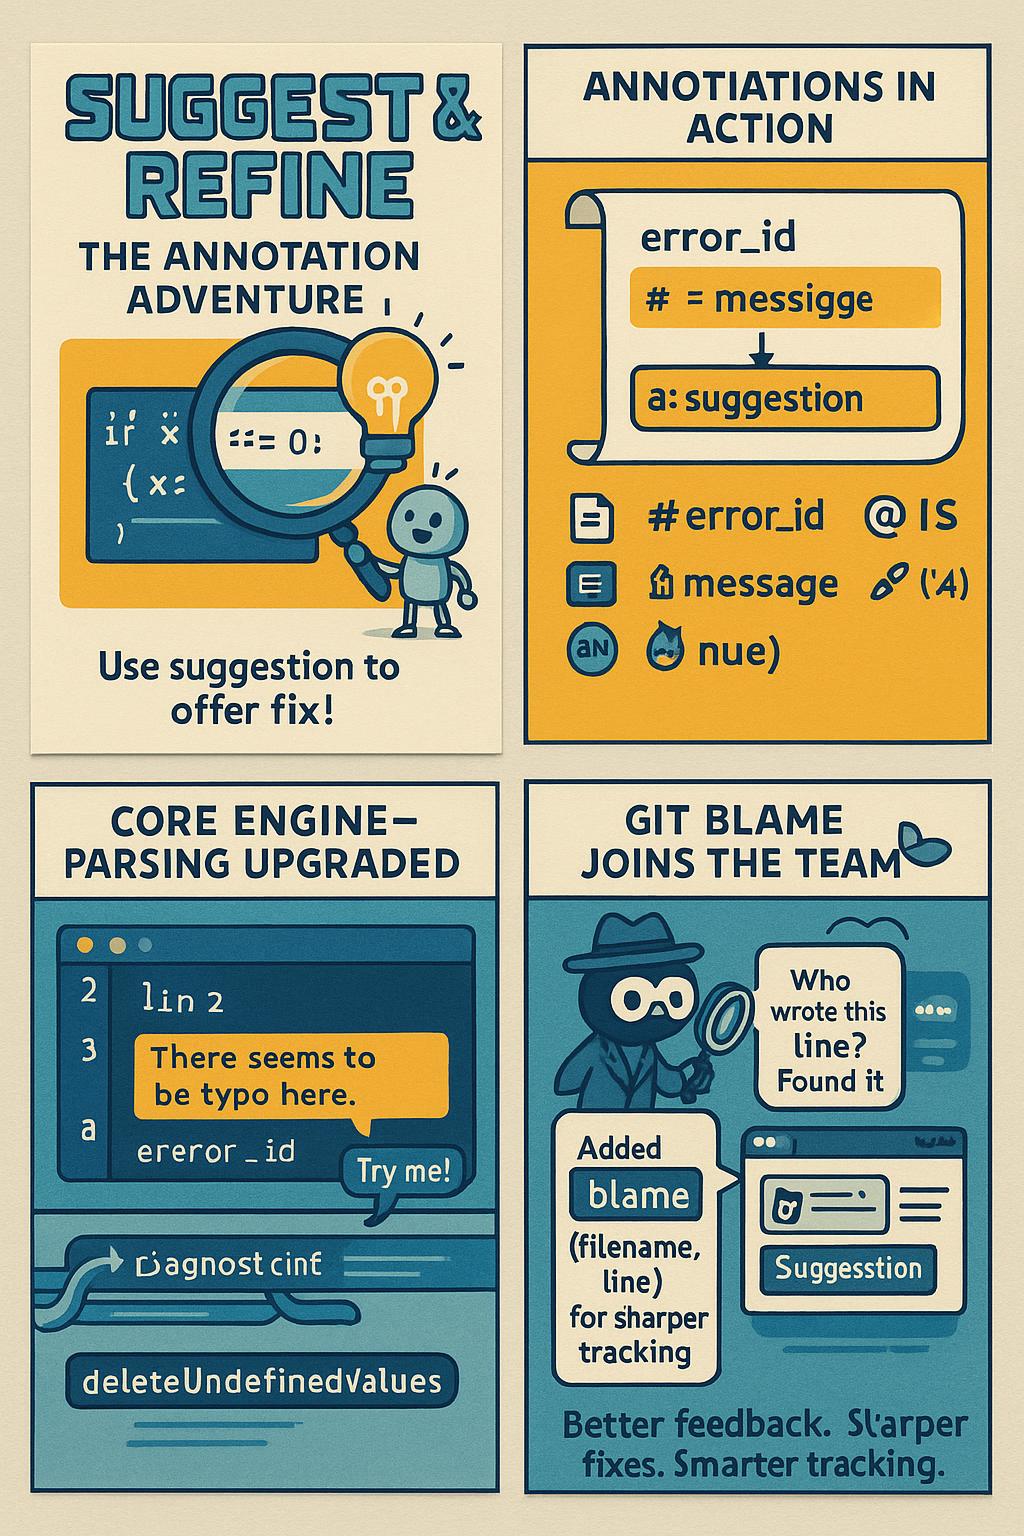 SUGGEST &
REFINE
THE ANNOTATION
ADVENTURE
x
(x=
== 0:
)
Use suggestion to
offer fix!
ANNOTIATIONS IN
ACTION
error_id
# = messigge
a: suggestion
#error_id @ IS
message ('4)
aN nue)
CORE ENGINE—
PARSING UPGRADED
2 lin 2
3 There seems to
be typo here.
a ereror_id
Try me!
Diagnost cint
deleteUndefinedValues
GIT BLAME
JOINS THE TEAM
Who
wrote this
line?
Found it
Added
blame
(filename,
line)
for sharper
tracking
Suggesstion
Better feedback. Sl'arper
fixes. Smarter tracking.